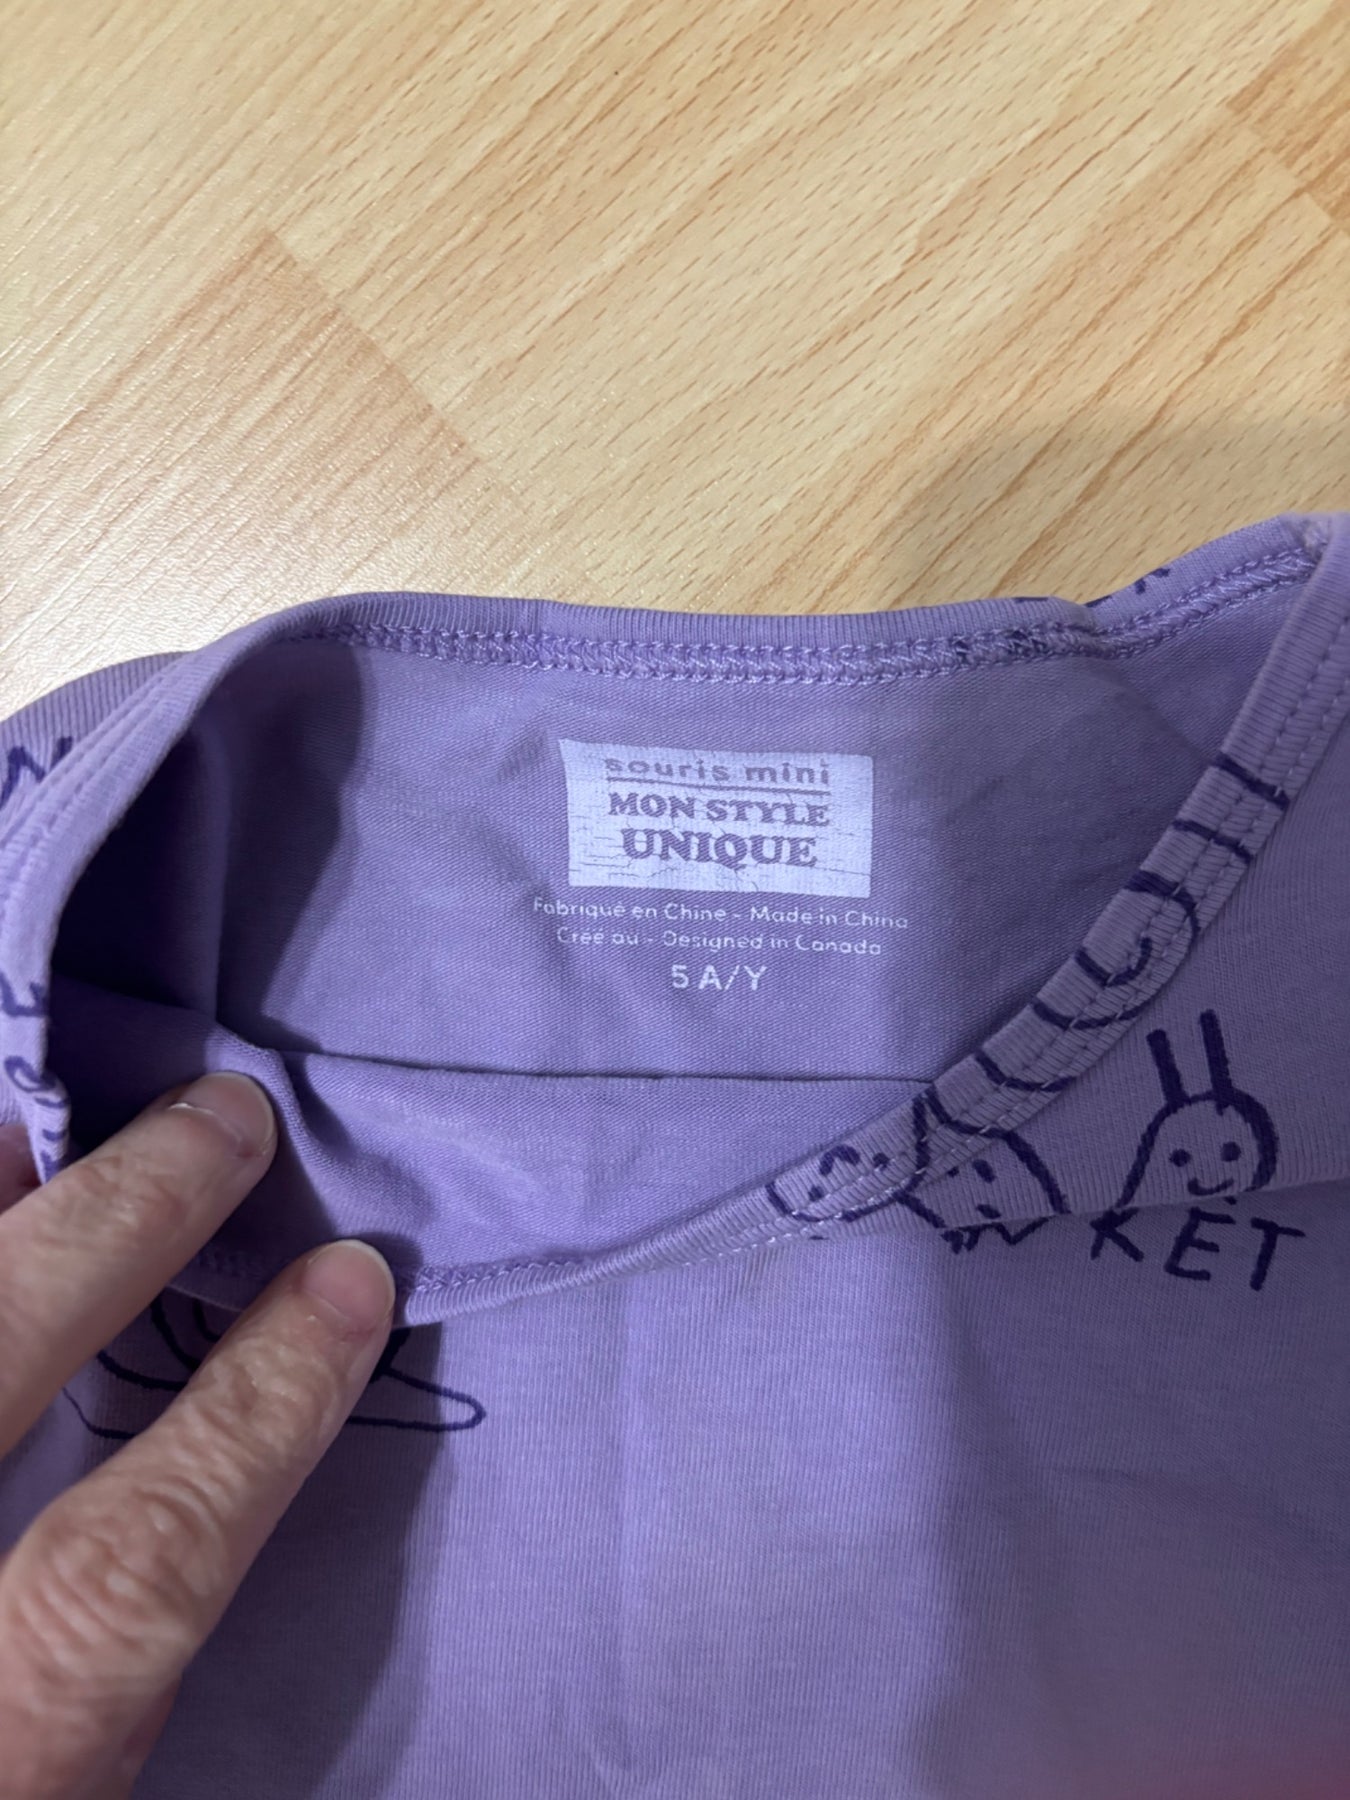 souris mini
MON STYLE
UNIQUE
Fabriqué en Chine - Made in China
Créé au - Designed in Canada
5 A/Y
KET